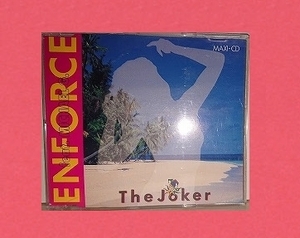 ENFORCE
MAXI-CD
The Joker